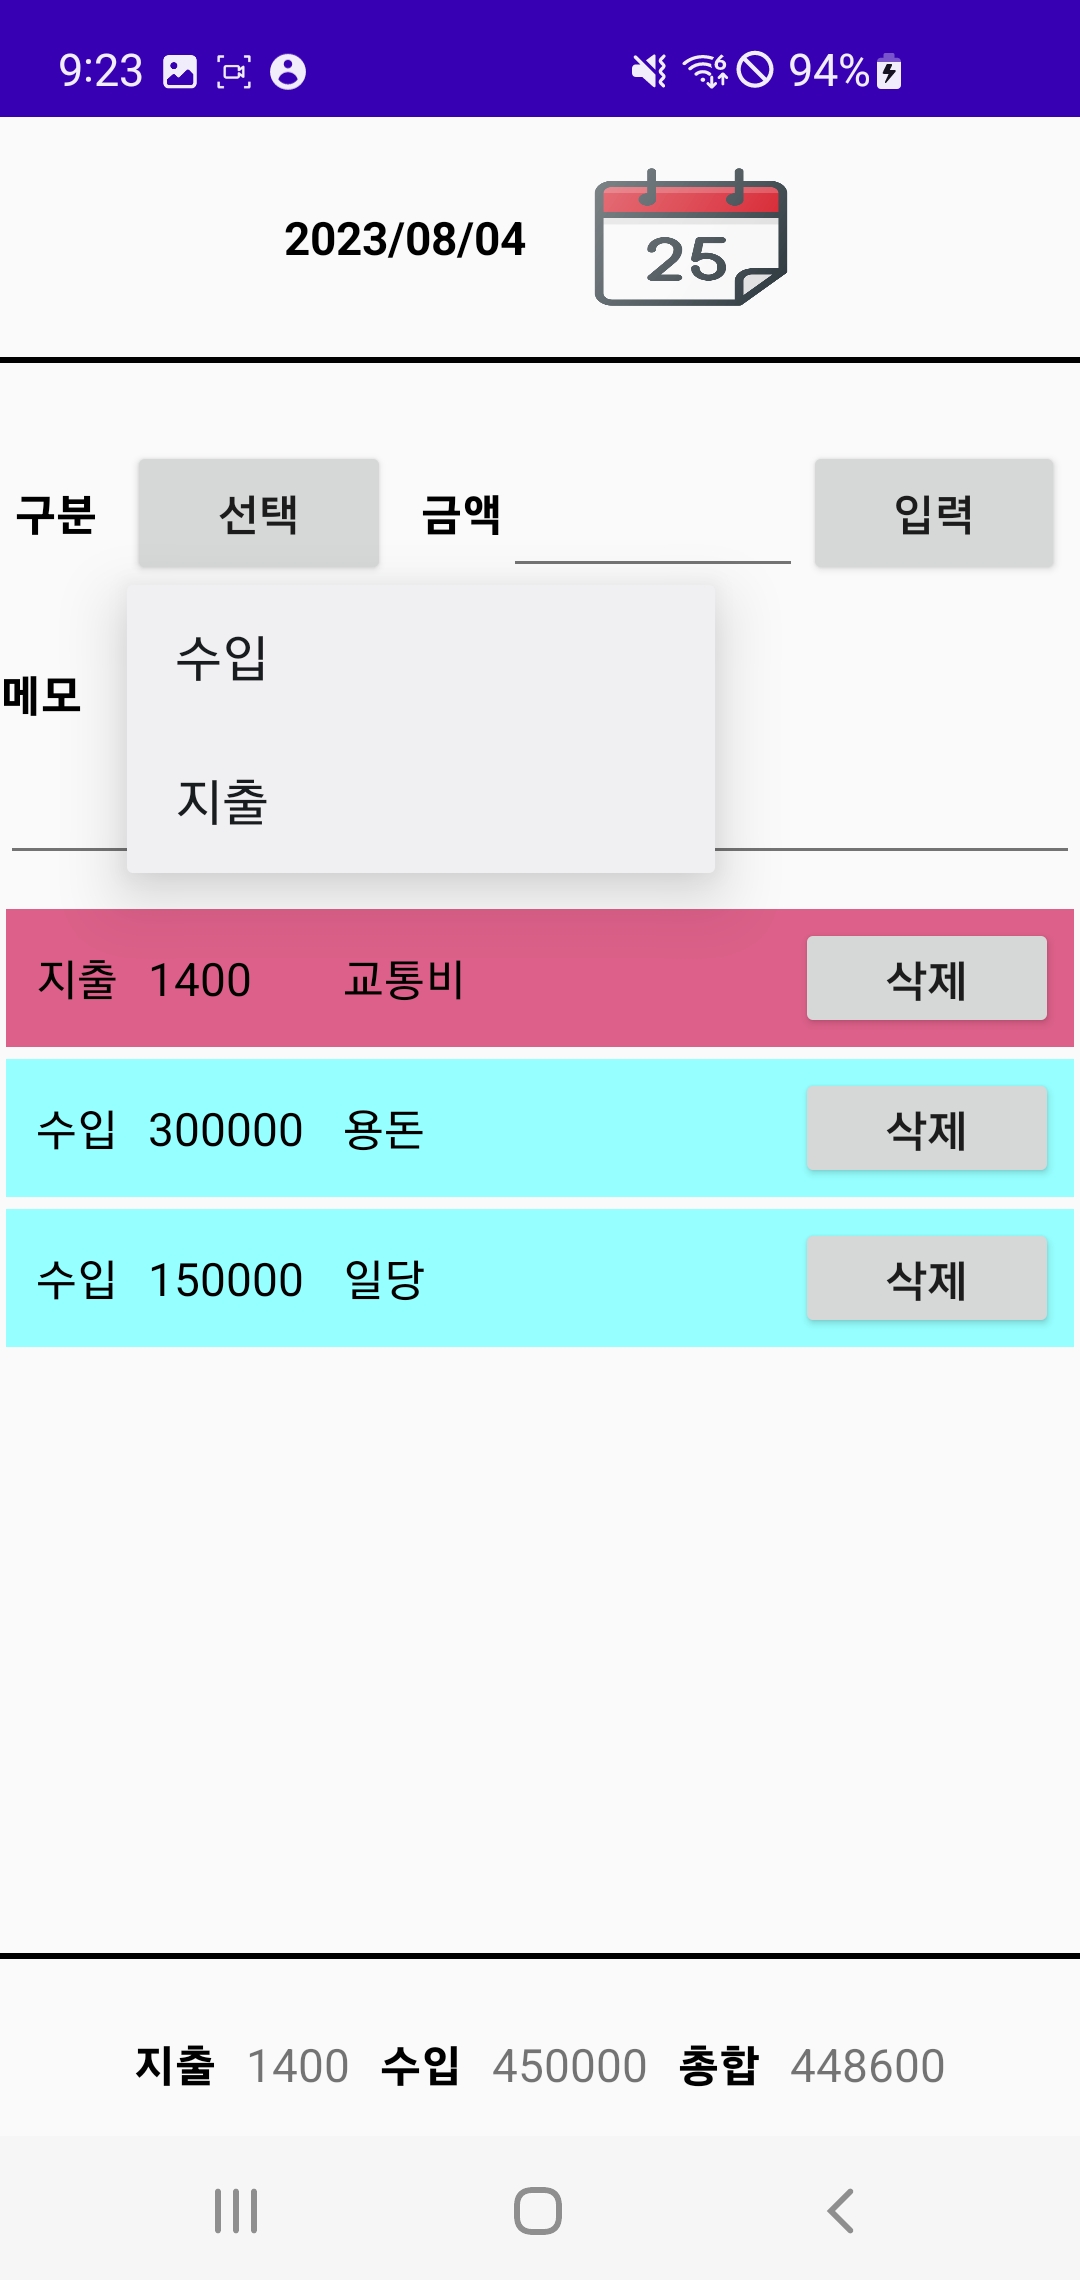 9:23 94%
2023/08/04 25
구분 선택 금액 입력
수입
메모
지출
지출 1400 교통비 삭제
수입 300000 용돈 삭제
수입 150000 일당 삭제
지출 1400 수입 450000 총합 448600